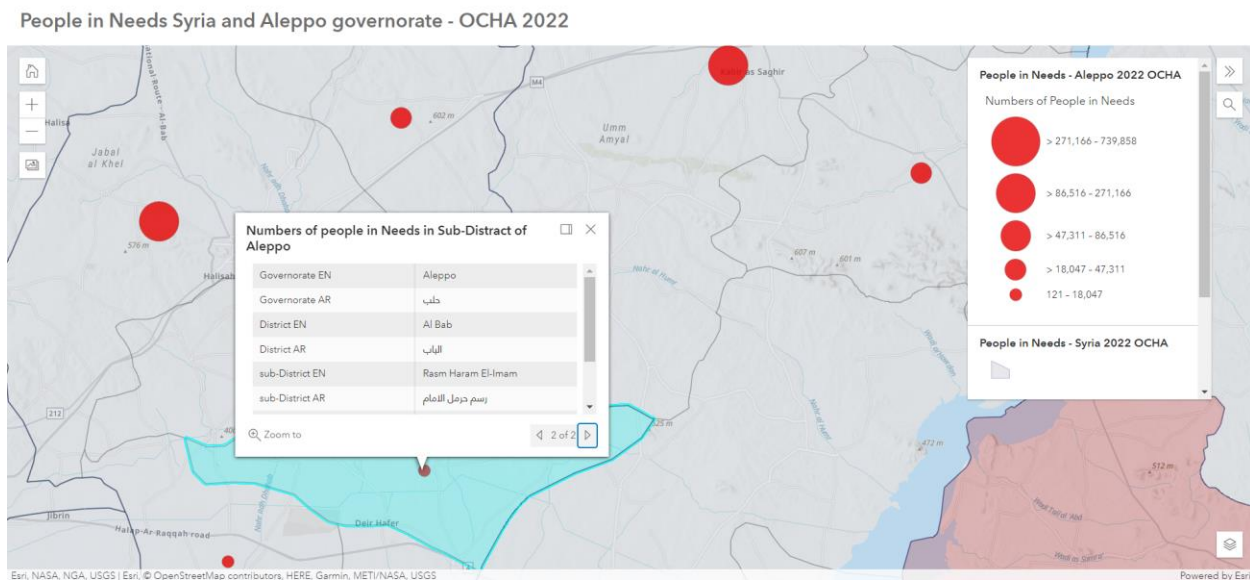 People in Needs Syria and Aleppo governorate - OCHA 2022
People in Needs - Aleppo 2022 OCHA
Numbers of People in Needs
> 271,166 - 739,858
> 86,516 - 271,166
> 47,311 - 86,516
> 18,047 - 47,311
121 - 18,047
People in Needs - Syria 2022 OCHA
M4
602 m
Umm
Amyal
Saghir
Jabal
al Khel
576 m
607 m
601 m
Numbers of people in Needs in Sub-Distract of
Aleppo
Governorate EN Aleppo
Governorate AR حلب
District EN Al Bab
District AR الباب
sub-District EN Rasm Haram El-Imam
sub-District AR رسم حرمل الامام
Zoom to
2 of 2
212
472 m
512 m
Jibrin
Halap-Ar-Raqqah road
Deir Hafer
Esri, NASA, NGA, USGS | Esri, © OpenStreetMap contributors, HERE, Garmin, METI/NASA, USGS
Powered by Esri